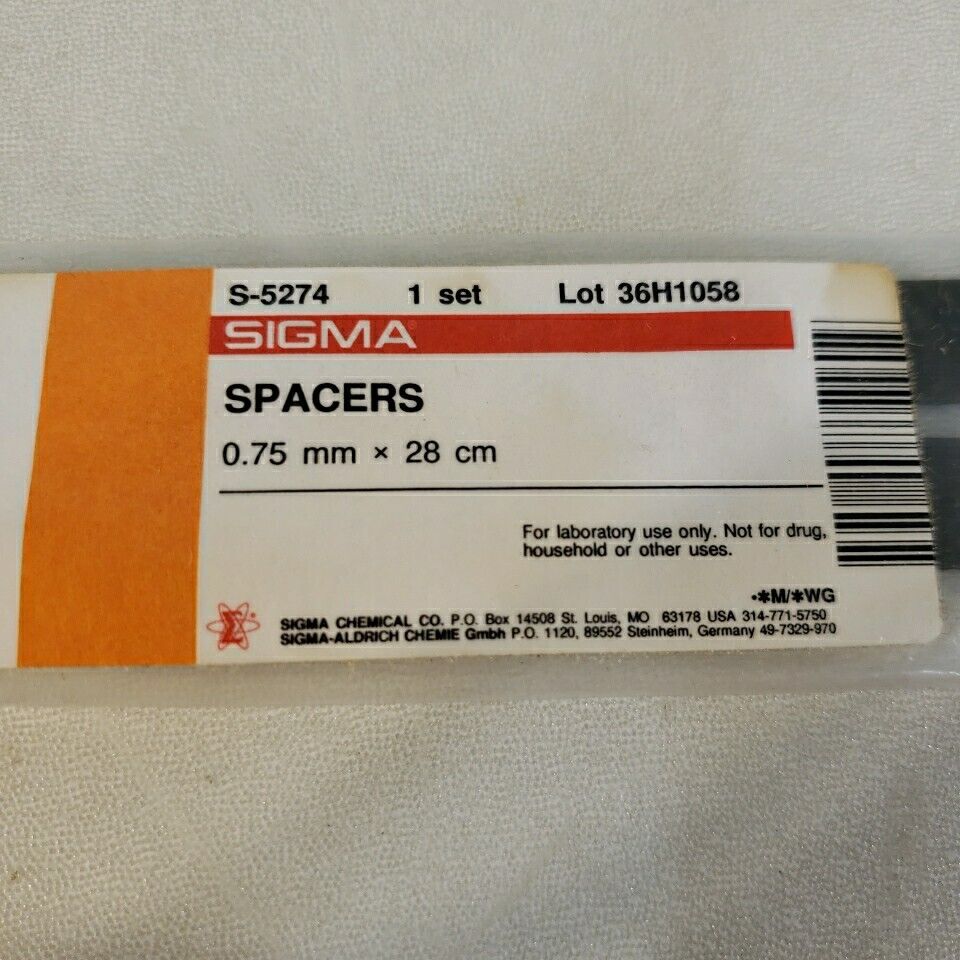 S-5274 1 set Lot 36H1058
SIGMA
SPACERS
0.75 mm × 28 cm
For laboratory use only. Not for drug,
household or other uses.
•*M/*WG
Σ
SIGMA CHEMICAL CO. P.O. Box 14508 St. Louis, MO 63178 USA 314-771-5750
SIGMA-ALDRICH CHEMIE Gmbh P.O. 1120, 89552 Steinheim, Germany 49-7329-970